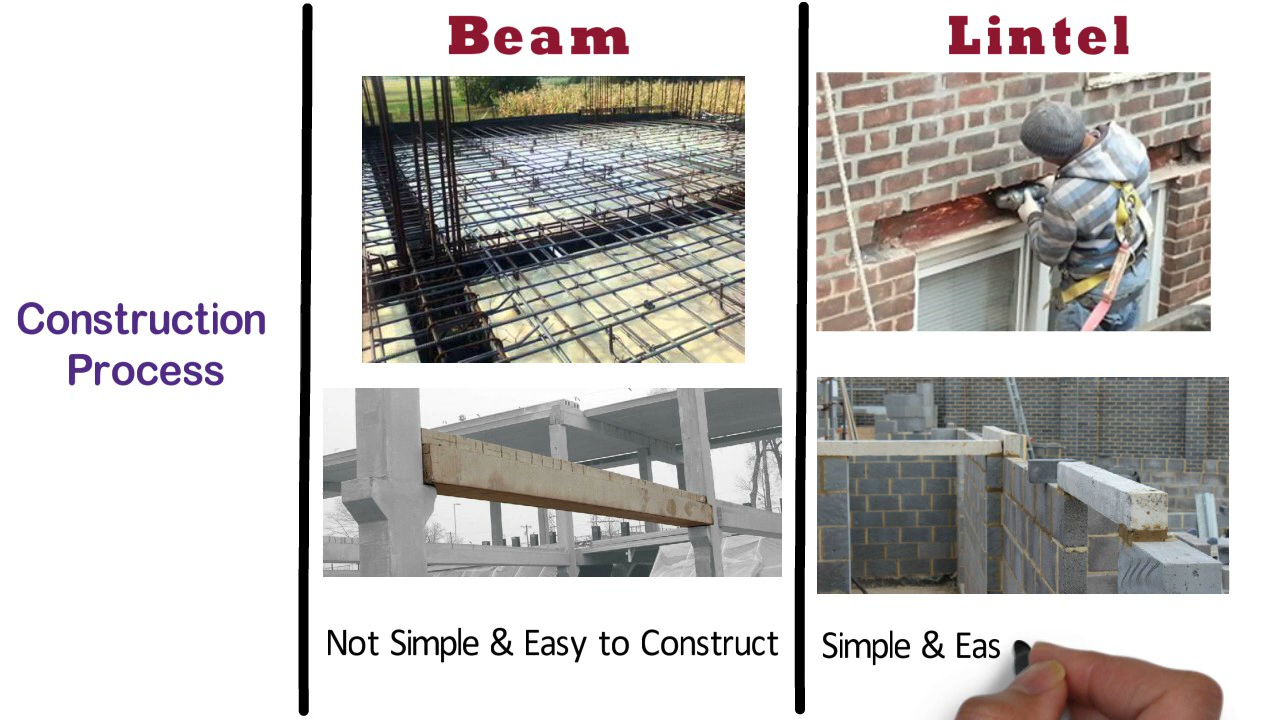 Beam
Lintel
Construction
Process
Not Simple & Easy to Construct
Simple & Eas